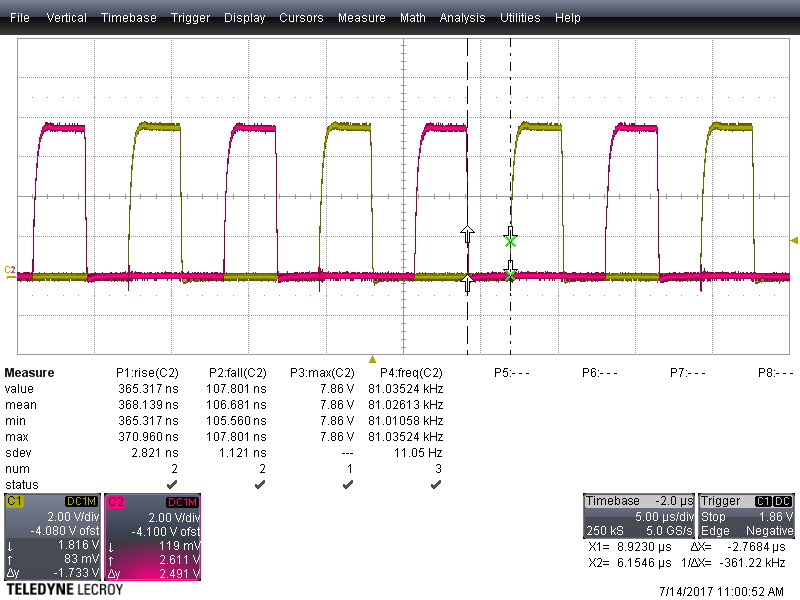 File Vertical Timebase Trigger Display Cursors Measure Math Analysis Utilities Help
C2
Measure P1:rise(C2) P2:fall(C2) P3:max(C2) P4:freq(C2) P5:- - - P6:- - - P7:- - - P8:- - -
value 365.317 ns 107.801 ns 7.86 V 81.03524 kHz
mean 368.139 ns 106.681 ns 7.86 V 81.02613 kHz
min 365.317 ns 105.560 ns 7.86 V 81.01058 kHz
max 370.960 ns 107.801 ns 7.86 V 81.03524 kHz
sdev 2.821 ns 1.121 ns --- 11.05 Hz
num 2 2 1 3
status
C1 DC1M C2 DC1M Timebase -2.0 µs Trigger C1 DC
2.00 V/div 2.00 V/div 5.00 µs/div Stop 1.86 V
-4.080 V ofst -4.100 V ofst 250 kS 5.0 GS/s Edge Negative
↓ 1.816 V ↓ 119 mV X1= 8.9230 µs ΔX= -2.7684 µs
↑ 83 mV ↑ 2.611 V X2= 6.1546 µs 1/ΔX= -361.22 kHz
Δy -1.733 V Δy 2.491 V
TELEDYNE LECROY 7/14/2017 11:00:52 AM